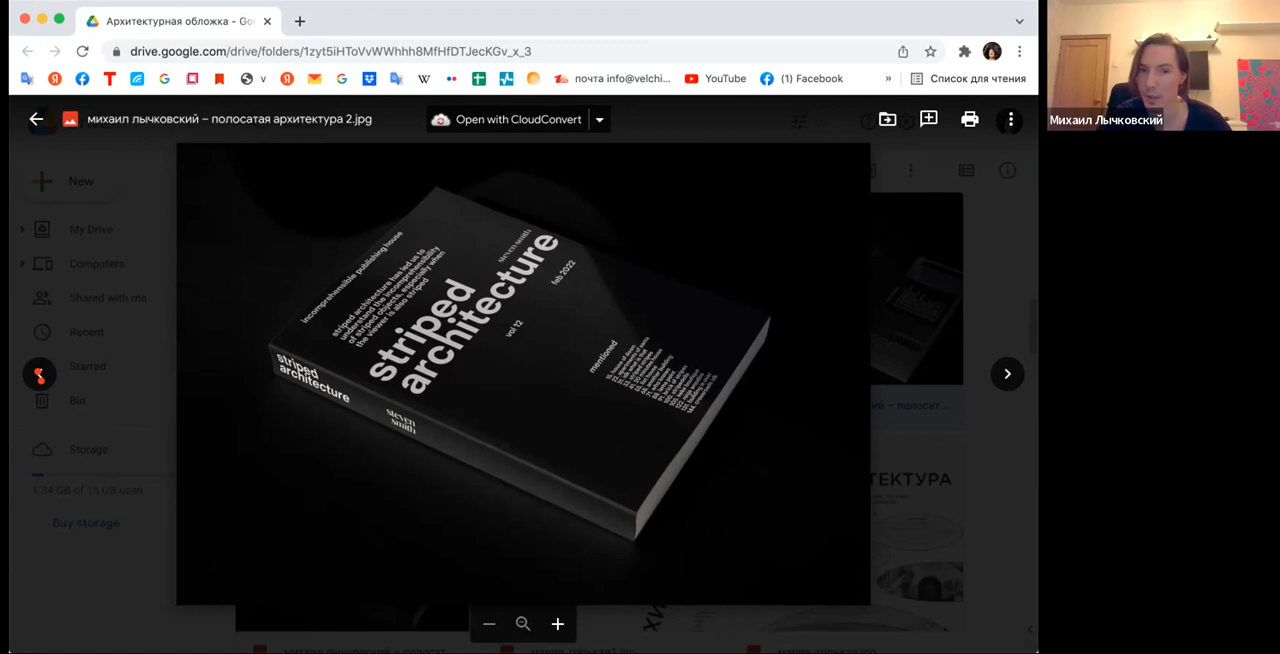 Архитектурная обложка - Go
drive.google.com/drive/folders/1zyt5iHToVvWWhhh8MfHfDTJecKGv_x_3
почта info@velchi...
YouTube
(1) Facebook
»
Список для чтения
михаил лычковский – полосатая архитектура 2.jpg
Open with CloudConvert
New
My Drive
Computers
Shared with me
Recent
Starred
Bin
Storage
Buy storage
incomprehensible publishing house
striped architecture has led us to
understand the incomprehensibility
of striped objects, especially when
the viewer is also striped
steven smith
striped
architecture
feb 2022
vol 12
mentioned
striped
architecture
steven
smith
ТЕКТУРА
Михаил Лычковский